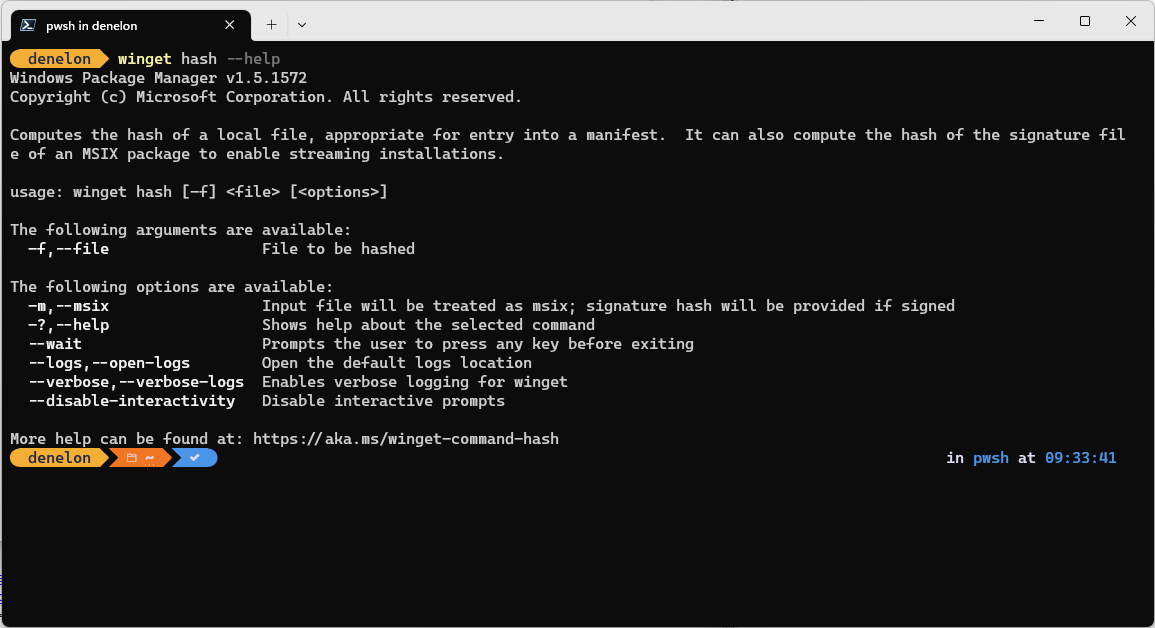 pwsh in denelon
denelon winget hash --help
Windows Package Manager v1.5.1572
Copyright (c) Microsoft Corporation. All rights reserved.
Computes the hash of a local file, appropriate for entry into a manifest.  It can also compute the hash of the signature fil
e of an MSIX package to enable streaming installations.
usage: winget hash [-f] <file> [<options>]
The following arguments are available:
-f,--file                 File to be hashed
The following options are available:
-m,--msix                 Input file will be treated as msix; signature hash will be provided if signed
-?,--help                 Shows help about the selected command
--wait                    Prompts the user to press any key before exiting
--logs,--open-logs        Open the default logs location
--verbose,--verbose-logs  Enables verbose logging for winget
--disable-interactivity   Disable interactive prompts
More help can be found at: https://aka.ms/winget-command-hash
denelon ~ in pwsh at 09:33:41